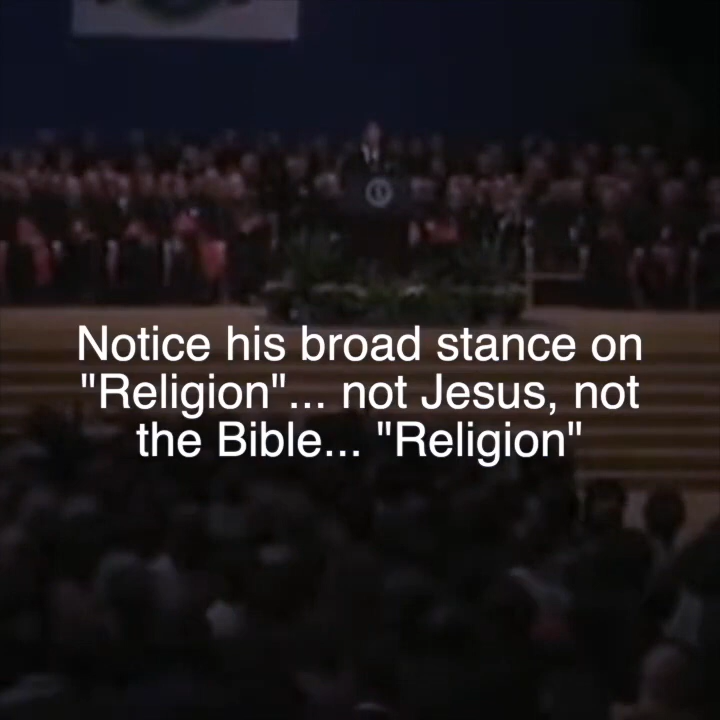 Notice his broad stance on
"Religion"... not Jesus, not
the Bible... "Religion"